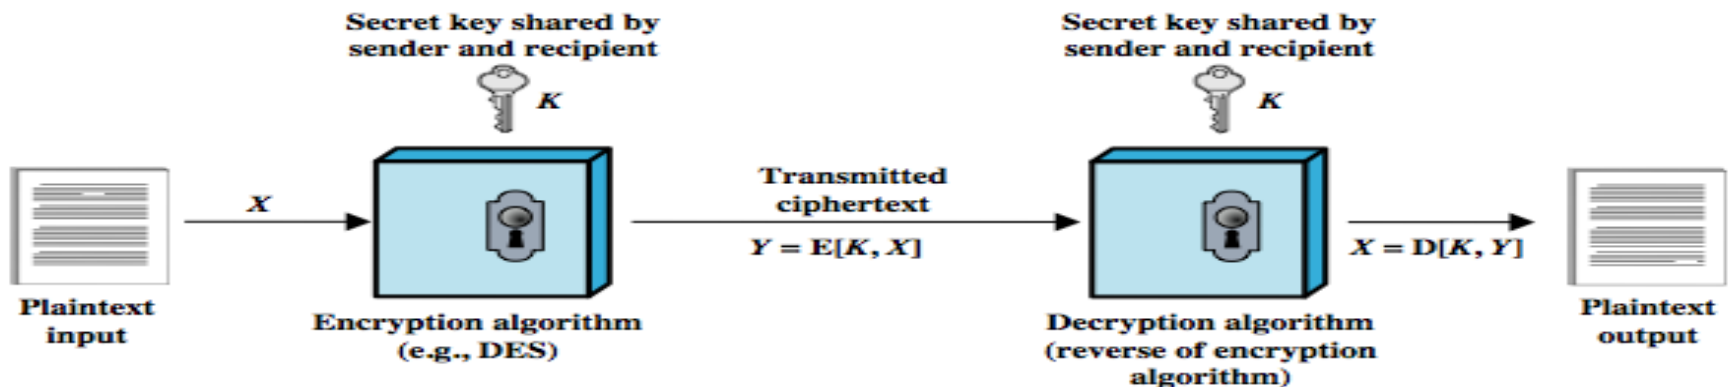 Secret key shared by
sender and recipient
K
Secret key shared by
sender and recipient
K
Plaintext
input
X
Encryption algorithm
(e.g., DES)
Transmitted
ciphertext
Y = E[K, X]
Decryption algorithm
(reverse of encryption
algorithm)
X = D[K, Y]
Plaintext
output